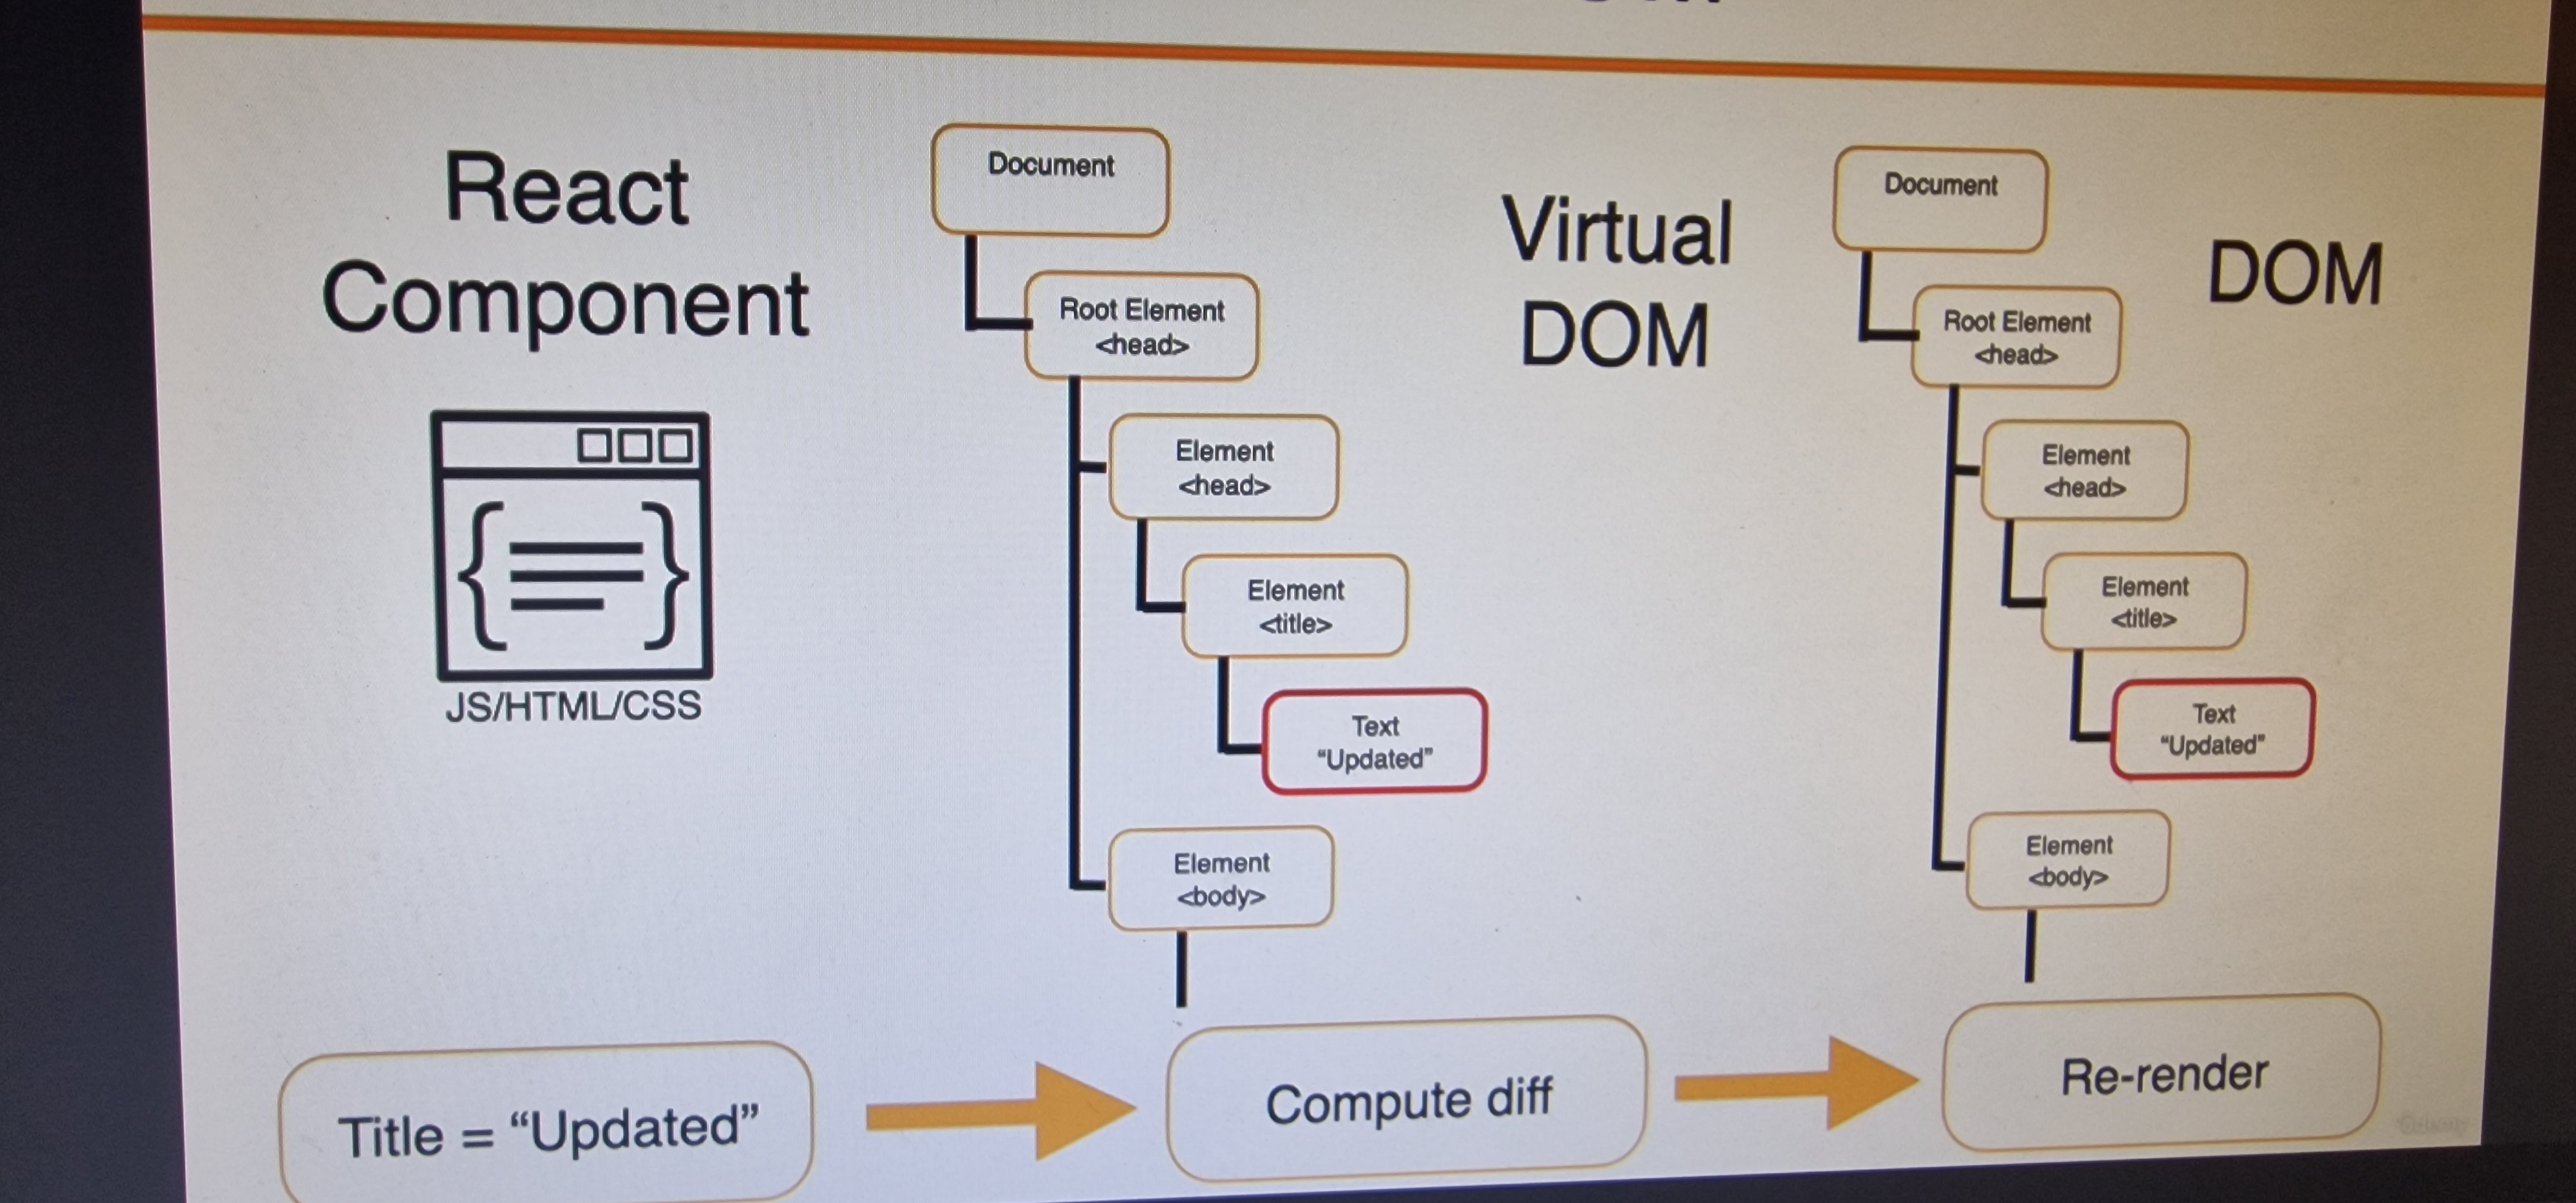 React
Component
JS/HTML/CSS
Title = “Updated”
Document
Root Element
<head>
Element
<head>
Element
<title>
Text
“Updated”
Element
<body>
Compute diff
Virtual
DOM
Document
Root Element
<head>
Element
<head>
Element
<title>
Text
“Updated”
Element
<body>
Re-render
DOM